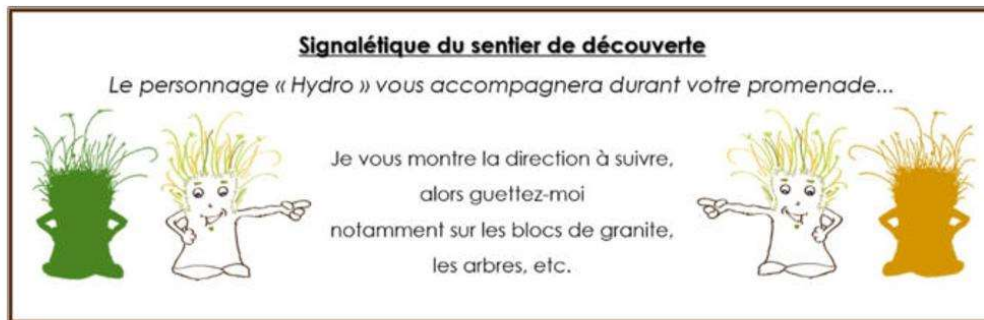 Signalétique du sentier de découverte
Le personnage « Hydro » vous accompagnera durant votre promenade...
Je vous montre la direction à suivre,
alors guettez-moi
notamment sur les blocs de granite,
les arbres, etc.